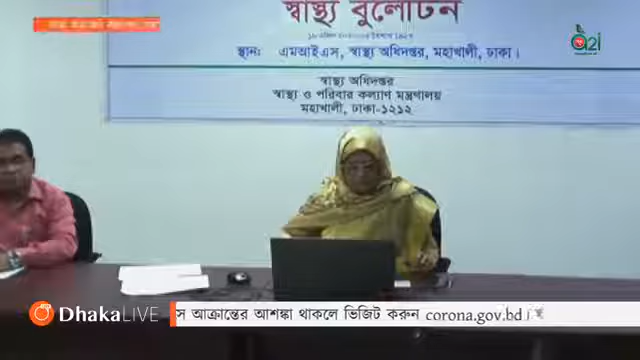 স্বাস্থ্য বুলেটিন
স্থান: এমআইএস, স্বাস্থ্য অধিদপ্তর, মহাখালী, ঢাকা।
স্বাস্থ্য অধিদপ্তর
স্বাস্থ্য ও পরিবার কল্যাণ মন্ত্রণালয়
মহাখালী, ঢাকা-১২১২
a2i
DhakaLIVE
স আক্রান্তের আশঙ্কা থাকলে ভিজিট করুন corona.gov.bd।